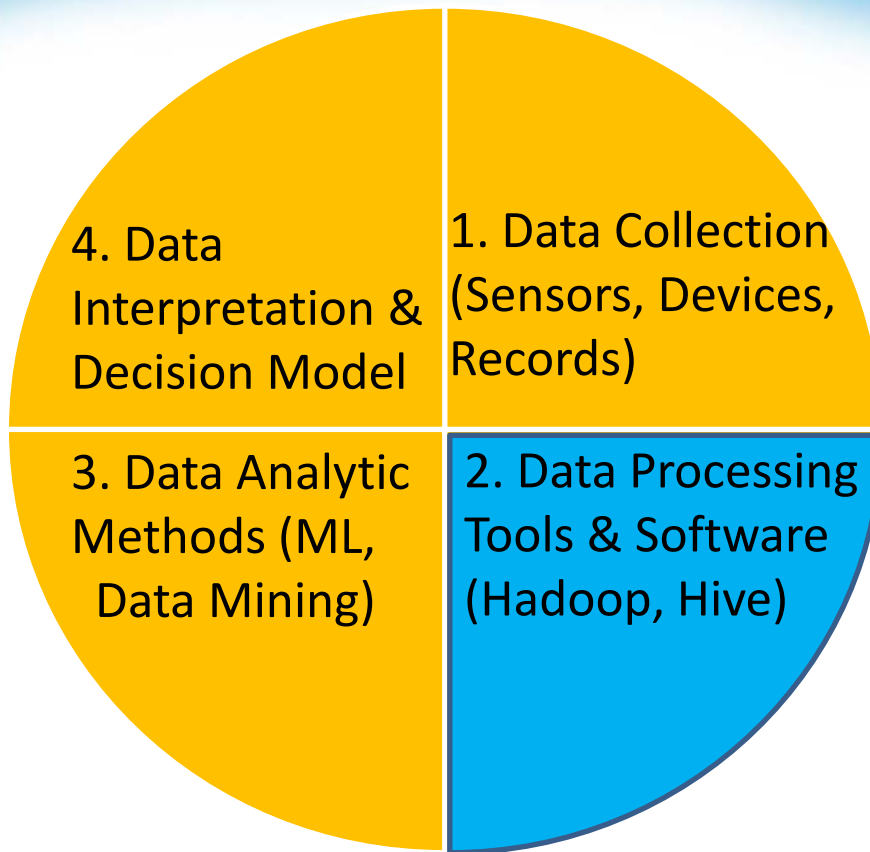 1. Data Collection
(Sensors, Devices,
Records)
2. Data Processing
Tools & Software
(Hadoop, Hive)
3. Data Analytic
Methods (ML,
Data Mining)
4. Data
Interpretation &
Decision Model